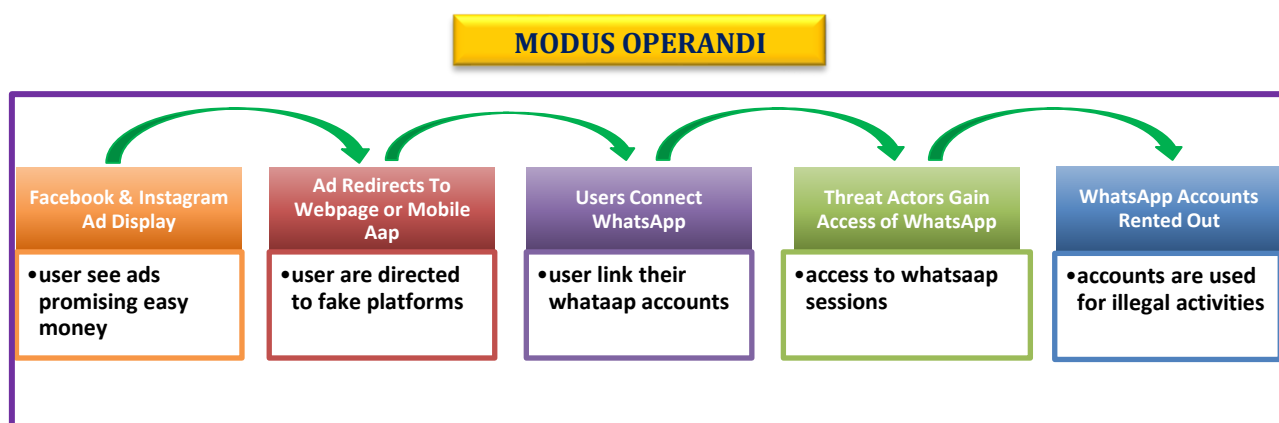 MODUS OPERANDI
Facebook & Instagram
Ad Display
•user see ads
promising easy
money
Ad Redirects To
Webpage or Mobile
Aap
•user are directed
to fake platforms
Users Connect
WhatsApp
•user link their
whataap accounts
Threat Actors Gain
Access of WhatsApp
•access to whatsaap
sessions
WhatsApp Accounts
Rented Out
•accounts are used
for illegal activities